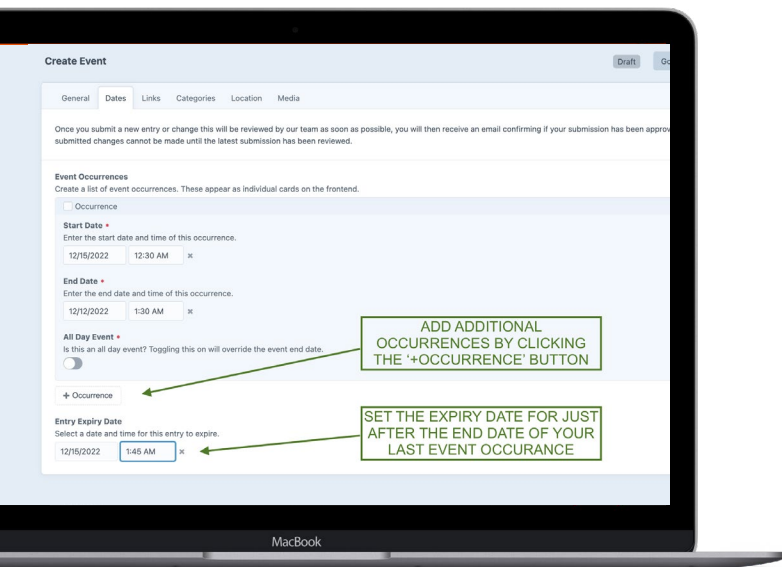 Create Event
Draft
General Dates Links Categories Location Media
Once you submit a new entry or change this will be reviewed by our team as soon as possible, you will then receive an email confirming if your submission has been
submitted changes cannot be made until the latest submission has been reviewed.
Event Occurrences
Create a list of event occurrences. These appear as individual cards on the frontend.
Occurrence
Start Date *
Enter the start date and time of this occurrence.
12/15/2022 12:30 AM ×
End Date *
Enter the end date and time of this occurrence.
12/12/2022 1:30 AM ×
All Day Event *
Is this an all day event? Toggling this on will override the event end date.
ADD ADDITIONAL
OCCURRENCES BY CLICKING
THE ‘+OCCURRENCE’ BUTTON
+ Occurrence
Entry Expiry Date
Select a date and time for this entry to expire.
12/15/2022 1:45 AM ×
SET THE EXPIRY DATE FOR JUST
AFTER THE END DATE OF YOUR
LAST EVENT OCCURANCE
MacBook